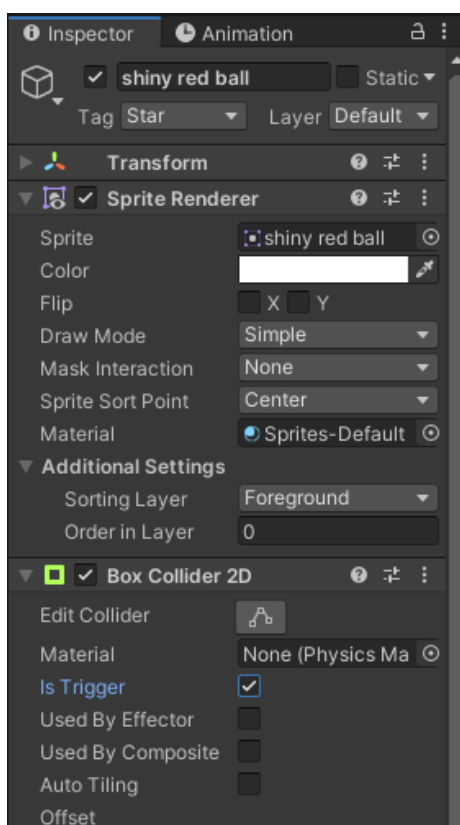 Inspector Animation
shiny red ball Static
Tag Star Layer Default
Transform
Sprite Renderer
Sprite shiny red ball
Color
Flip X Y
Draw Mode Simple
Mask Interaction None
Sprite Sort Point Center
Material Sprites-Default
Additional Settings
Sorting Layer Foreground
Order in Layer 0
Box Collider 2D
Edit Collider
Material None (Physics Ma
Is Trigger
Used By Effector
Used By Composite
Auto Tiling
Offset